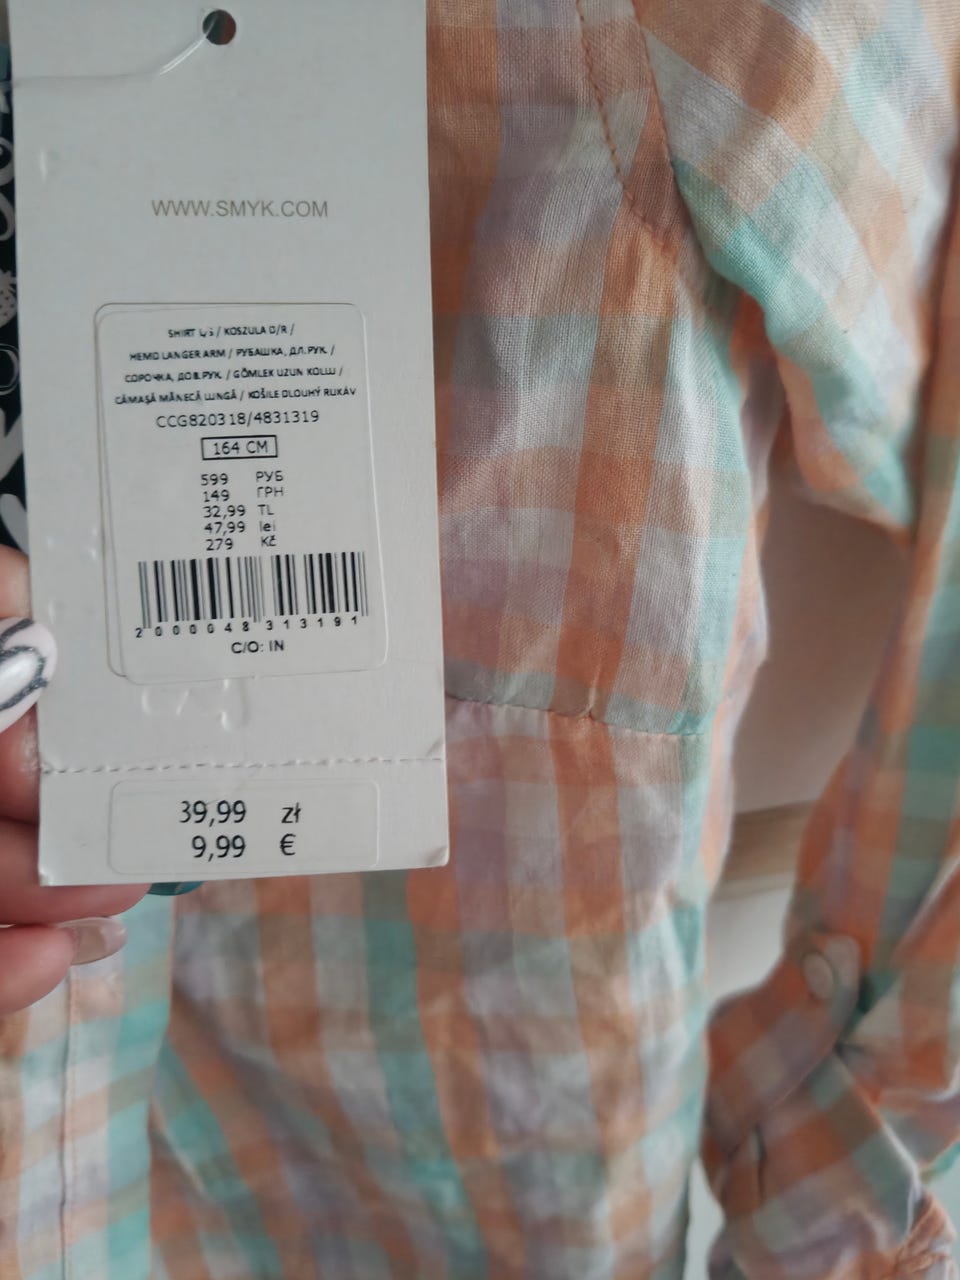 WWW.SMYK.COM
SHIRT L/S / KOSZULA D/R /
HEMD LANGER ARM / РУБАШКА, ДЛ.РУК. /
СОРОЧКА, ДОВ.РУК. / GÖMLEK UZUN KOLLU /
CĂMAŞĂ MÂNECĂ LUNGĂ / KOŠILE DLOUHÝ RUKÁV
CCG820318/4831319
164 CM
599 РУБ
149 ГРН
32,99 TL
47,99 lei
279 Kč
2000048313191
C/O: IN
39,99 zł
9,99 €